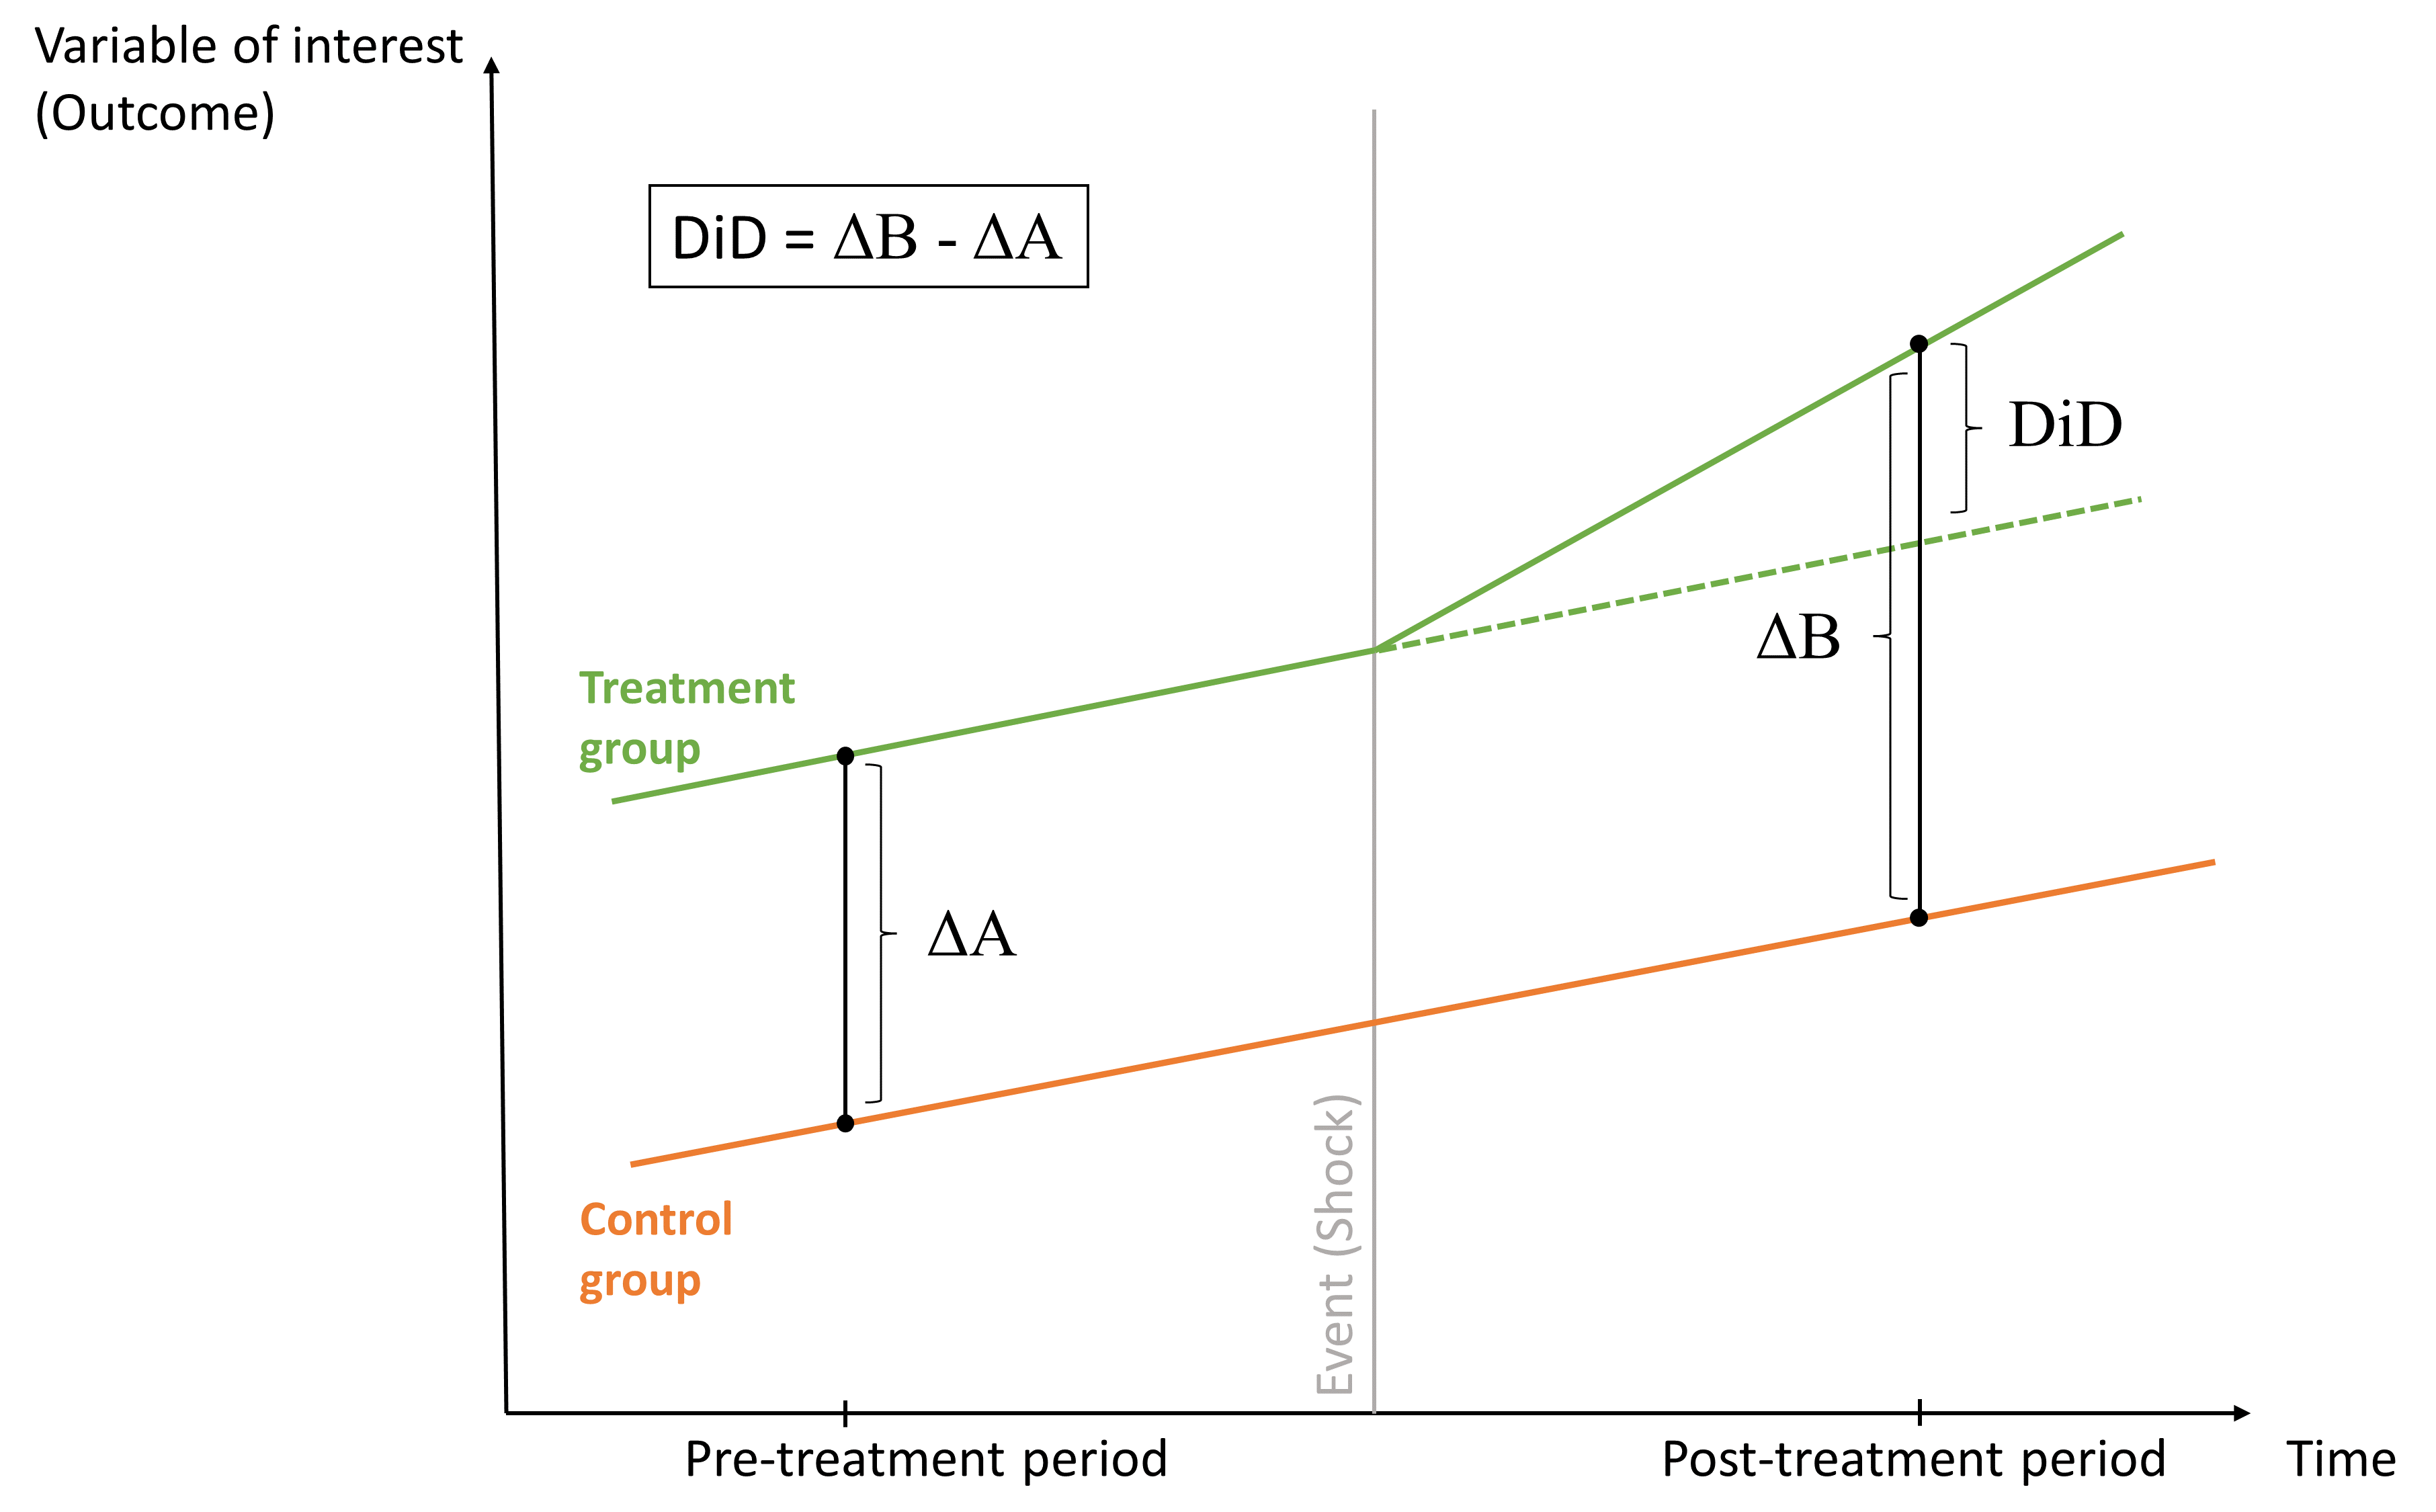 Variable of interest
(Outcome)
DiD = ΔB - ΔA
DiD
ΔB
Treatment
group
ΔA
Control
group
Event (Shock)
Pre-treatment period
Post-treatment period
Time